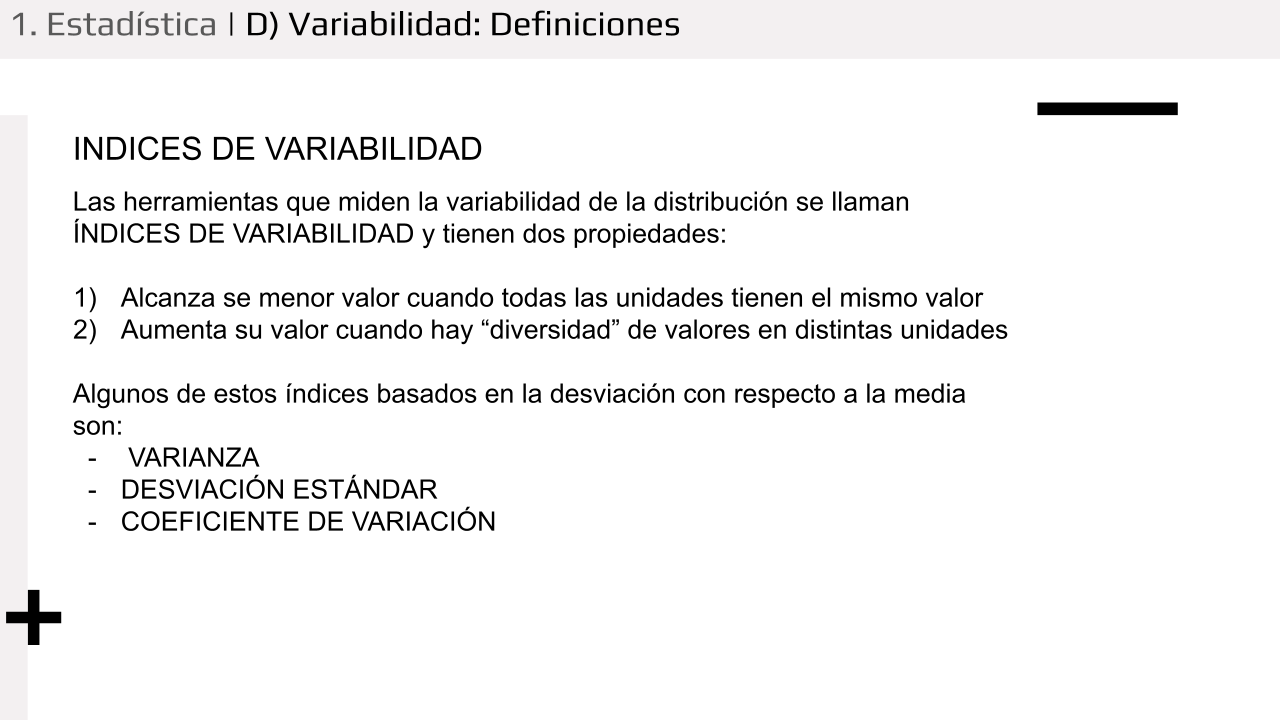 1. Estadística | D) Variabilidad: Definiciones
INDICES DE VARIABILIDAD
Las herramientas que miden la variabilidad de la distribución se llaman
ÍNDICES DE VARIABILIDAD y tienen dos propiedades:
1) Alcanza se menor valor cuando todas las unidades tienen el mismo valor
2) Aumenta su valor cuando hay “diversidad” de valores en distintas unidades
Algunos de estos índices basados en la desviación con respecto a la media
son:
- VARIANZA
- DESVIACIÓN ESTÁNDAR
- COEFICIENTE DE VARIACIÓN